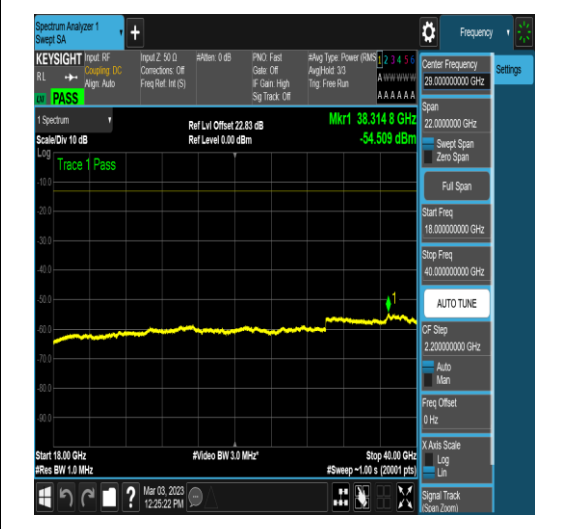 Spectrum Analyzer 1
Swept SA
+
Frequency
KEYSIGHT
RL
PASS
Input: RF
Coupling: DC
Align: Auto
Input Z: 50 Ω
Corrections: Off
Freq Ref: Int (S)
#Atten: 0 dB
PNO: Fast
Gate: Off
IF Gain: High
Sig Track: Off
#Avg Type: Power (RMS
Avg|Hold: 3/3
Trig: Free Run
1 2 3 4 5 6
A W W W W W
A A A A A A
Center Frequency
29.000000000 GHz
Settings
Span
22.0000000 GHz
Swept Span
Zero Span
Full Span
Start Freq
18.000000000 GHz
Stop Freq
40.000000000 GHz
AUTO TUNE
CF Step
2.200000000 GHz
Auto
Man
Freq Offset
0 Hz
X Axis Scale
Log
Lin
Signal Track
(Span Zoom)
1 Spectrum
Scale/Div 10 dB
Ref Lvl Offset 22.83 dB
Ref Level 0.00 dBm
Mkr1 38.314 8 GHz
-54.509 dBm
Log
Trace 1 Pass
-10.0
-20.0
-30.0
-40.0
-50.0
-60.0
-70.0
-80.0
-90.0
1
Start 18.00 GHz
#Res BW 1.0 MHz
#Video BW 3.0 MHz*
Stop 40.00 GHz
#Sweep ~1.00 s (20001 pts)
?
Mar 03, 2023
12:25:22 PM